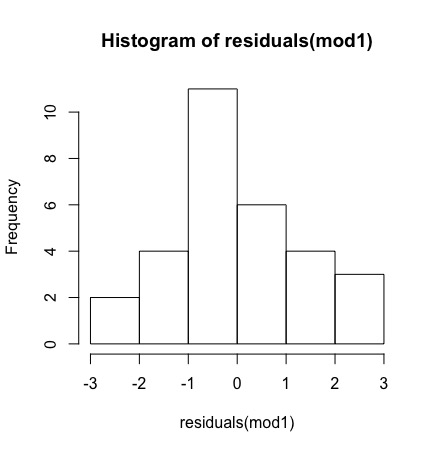 Histogram of residuals(mod1)
Frequency
10
8
6
4
2
0
-3 -2 -1 0 1 2 3
residuals(mod1)